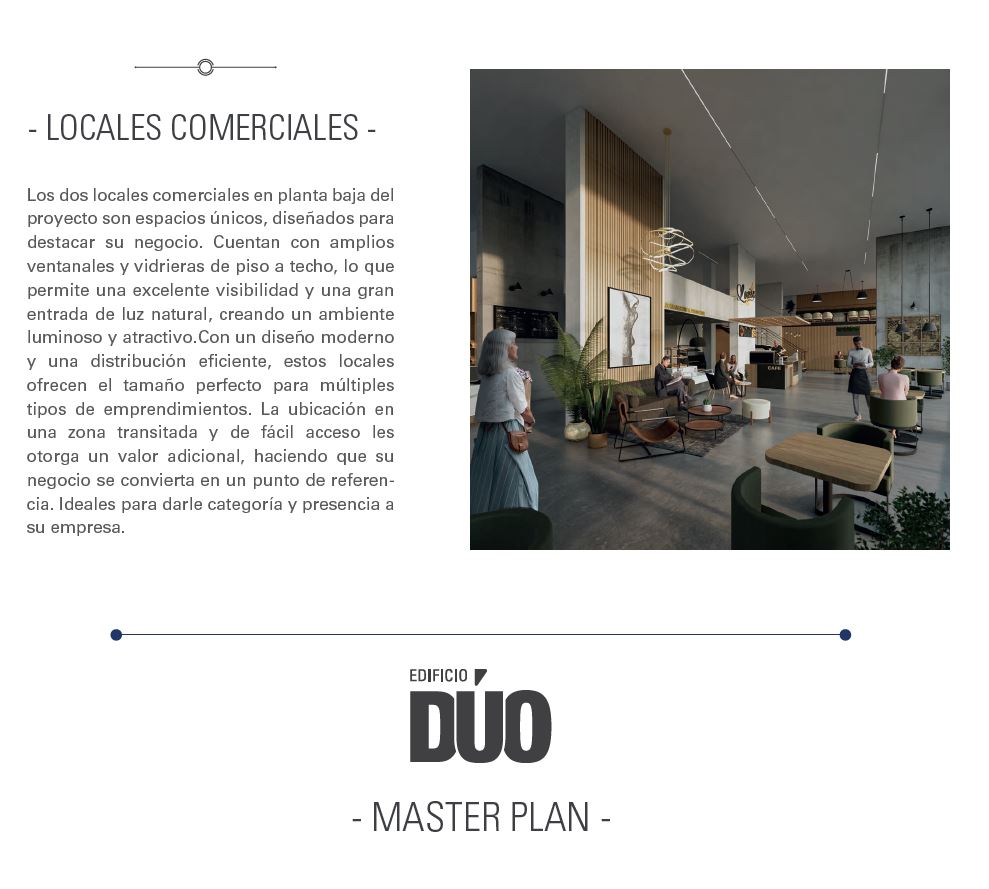 - LOCALES COMERCIALES -
Los dos locales comerciales en planta baja del
proyecto son espacios únicos, diseñados para
destacar su negocio. Cuentan con amplios
ventanales y vidrieras de piso a techo, lo que
permite una excelente visibilidad y una gran
entrada de luz natural, creando un ambiente
luminoso y atractivo.Con un diseño moderno
y una distribución eficiente, estos locales
ofrecen el tamaño perfecto para múltiples
tipos de emprendimientos. La ubicación en
una zona transitada y de fácil acceso les
otorga un valor adicional, haciendo que su
negocio se convierta en un punto de referen-
cia. Ideales para darle categoría y presencia a
su empresa.
CAFE
EDIFICIO
DÚO
- MASTER PLAN -